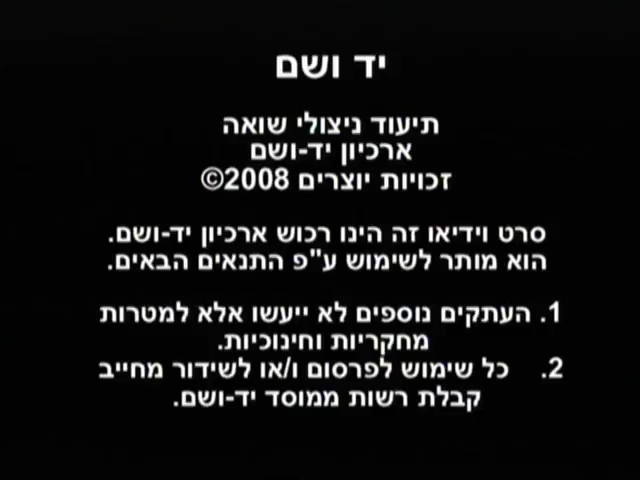 יד ושם
תיעוד ניצולי שואה
ארכיון יד-ושם
זכויות יוצרים 2008©
סרט וידיאו זה הינו רכוש ארכיון יד-ושם.
הוא מותר לשימוש ע"פ התנאים הבאים.
1. העתקים נוספים לא ייעשו אלא למטרות
מחקריות וחינוכיות.
2. כל שימוש לפרסום ו/או לשידור מחייב
קבלת רשות ממוסד יד-ושם.